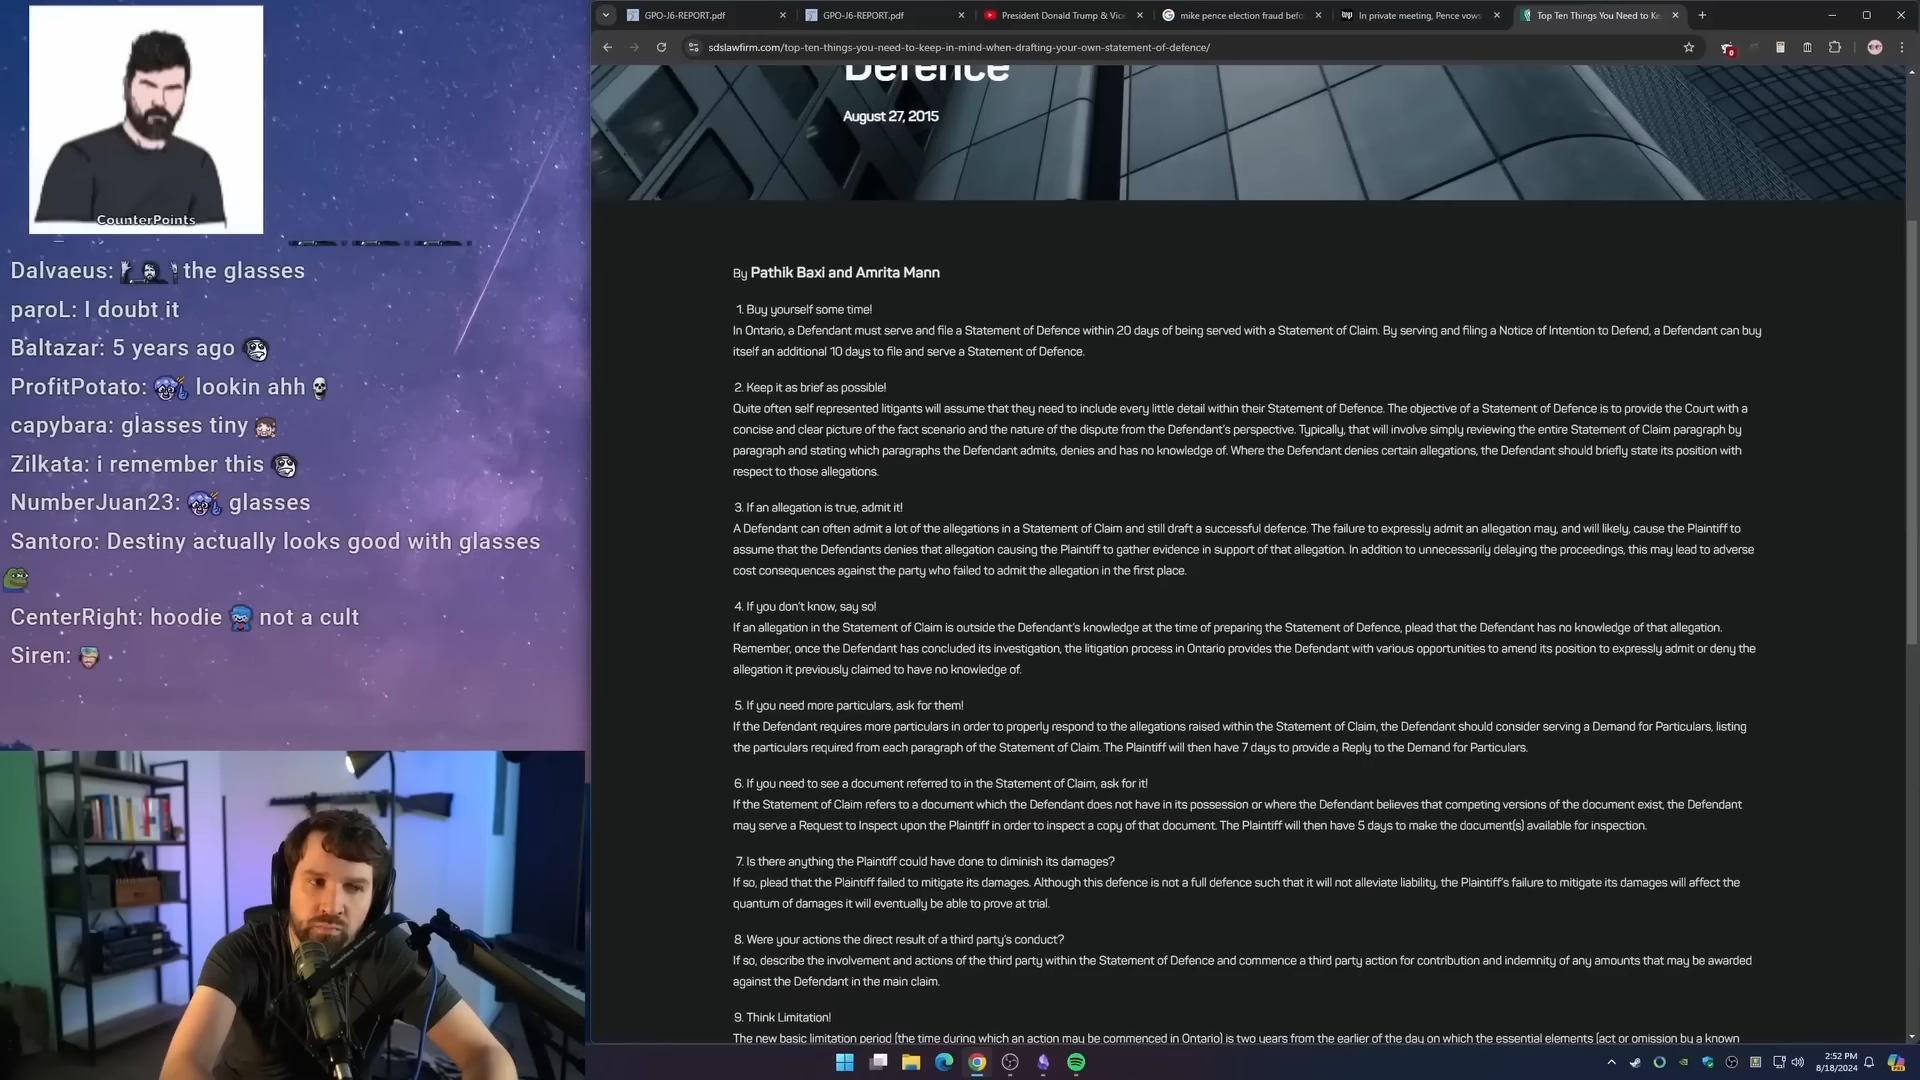 CounterPoints
Dalvaeus: the glasses
paroL: I doubt it
Baltazar: 5 years ago
ProfitPotato: lookin ahh
capybara: glasses tiny
Zilkata: i remember this
NumberJuan23: glasses
Santoro: Destiny actually looks good with glasses
CenterRight: hoodie not a cult
Siren:
GPO-J6-REPORT.pdf
GPO-J6-REPORT.pdf
President Donald Trump & Vice
mike pence election fraud befo
In private meeting, Pence vows
Top Ten Things You Need to Ke
sdslawfirm.com/top-ten-things-you-need-to-keep-in-mind-when-drafting-your-own-statement-of-defence/
0
Defence
August 27, 2015
By Pathik Baxi and Amrita Mann
1. Buy yourself some time!
In Ontario, a Defendant must serve and file a Statement of Defence within 20 days of being served with a Statement of Claim. By serving and filing a Notice of Intention to Defend, a Defendant can buy
itself an additional 10 days to file and serve a Statement of Defence.
2. Keep it as brief as possible!
Quite often self represented litigants will assume that they need to include every little detail within their Statement of Defence. The objective of a Statement of Defence is to provide the Court with a
concise and clear picture of the fact scenario and the nature of the dispute from the Defendant's perspective. Typically, that will involve simply reviewing the entire Statement of Claim paragraph by
paragraph and stating which paragraphs the Defendant admits, denies and has no knowledge of. Where the Defendant denies certain allegations, the Defendant should briefly state its position with
respect to those allegations.
3. If an allegation is true, admit it!
A Defendant can often admit a lot of the allegations in a Statement of Claim and still draft a successful defence. The failure to expressly admit an allegation may, and will likely, cause the Plaintiff to
assume that the Defendants denies that allegation causing the Plaintiff to gather evidence in support of that allegation. In addition to unnecessarily delaying the proceedings, this may lead to adverse
cost consequences against the party who failed to admit the allegation in the first place.
4. If you don't know, say so!
If an allegation in the Statement of Claim is outside the Defendant's knowledge at the time of preparing the Statement of Defence, plead that the Defendant has no knowledge of that allegation.
Remember, once the Defendant has concluded its investigation, the litigation process in Ontario provides the Defendant with various opportunities to amend its position to expressly admit or deny the
allegation it previously claimed to have no knowledge of.
5. If you need more particulars, ask for them!
If the Defendant requires more particulars in order to properly respond to the allegations raised within the Statement of Claim, the Defendant should consider serving a Demand for Particulars, listing
the particulars required from each paragraph of the Statement of Claim. The Plaintiff will then have 7 days to provide a Reply to the Demand for Particulars.
6. If you need to see a document referred to in the Statement of Claim, ask for it!
If the Statement of Claim refers to a document which the Defendant does not have in its possession or where the Defendant believes that competing versions of the document exist, the Defendant
may serve a Request to Inspect upon the Plaintiff in order to inspect a copy of that document. The Plaintiff will then have 5 days to make the document(s) available for inspection.
7. Is there anything the Plaintiff could have done to diminish its damages?
If so, plead that the Plaintiff failed to mitigate its damages. Although this defence is not a full defence such that it will not alleviate liability, the Plaintiff's failure to mitigate its damages will affect the
quantum of damages it will eventually be able to prove at trial.
8. Were your actions the direct result of a third party's conduct?
If so, describe the involvement and actions of the third party within the Statement of Defence and commence a third party action for contribution and indemnity of any amounts that may be awarded
against the Defendant in the main claim.
9. Think Limitation!
The new basic limitation period (the time during which an action may be commenced in Ontario) is two years from the earlier of the day on which the essential elements (act or omission by a known
2:52 PM
8/18/2024